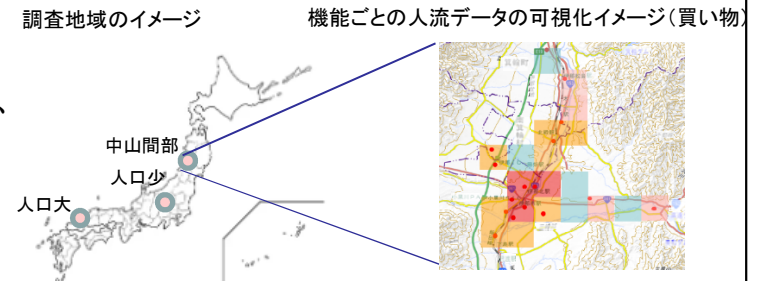 調査地域のイメージ
機能ごとの人流データの可視化イメージ(買い物)
、
中山間部
人口少
人口大